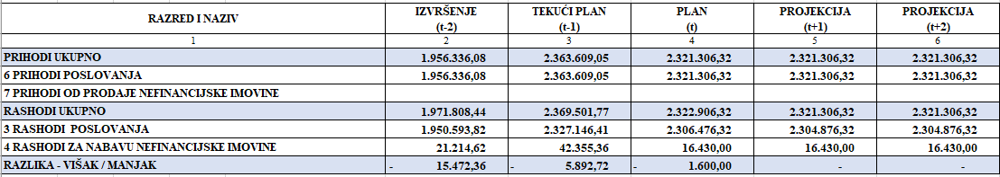 RAZRED I NAZIV IZVRŠENJE (t-2) TEKUĆI PLAN (t-1) PLAN (t) PROJEKCIJA (t+1) PROJEKCIJA (t+2)
1 2 3 4 5 6
PRIHODI UKUPNO 1.956.336,08 2.363.609,05 2.321.306,32 2.321.306,32 2.321.306,32
6 PRIHODI POSLOVANJA 1.956.336,08 2.363.609,05 2.321.306,32 2.321.306,32 2.321.306,32
7 PRIHODI OD PRODAJE NEFINANCIJSKE IMOVINE
RASHODI UKUPNO 1.971.808,44 2.369.501,77 2.322.906,32 2.321.306,32 2.321.306,32
3 RASHODI POSLOVANJA 1.950.593,82 2.327.146,41 2.306.476,32 2.304.876,32 2.304.876,32
4 RASHODI ZA NABAVU NEFINANCIJSKE IMOVINE 21.214,62 42.355,36 16.430,00 16.430,00 16.430,00
RAZLIKA - VIŠAK / MANJAK - 15.472,36 - 5.892,72 - 1.600,00 - -